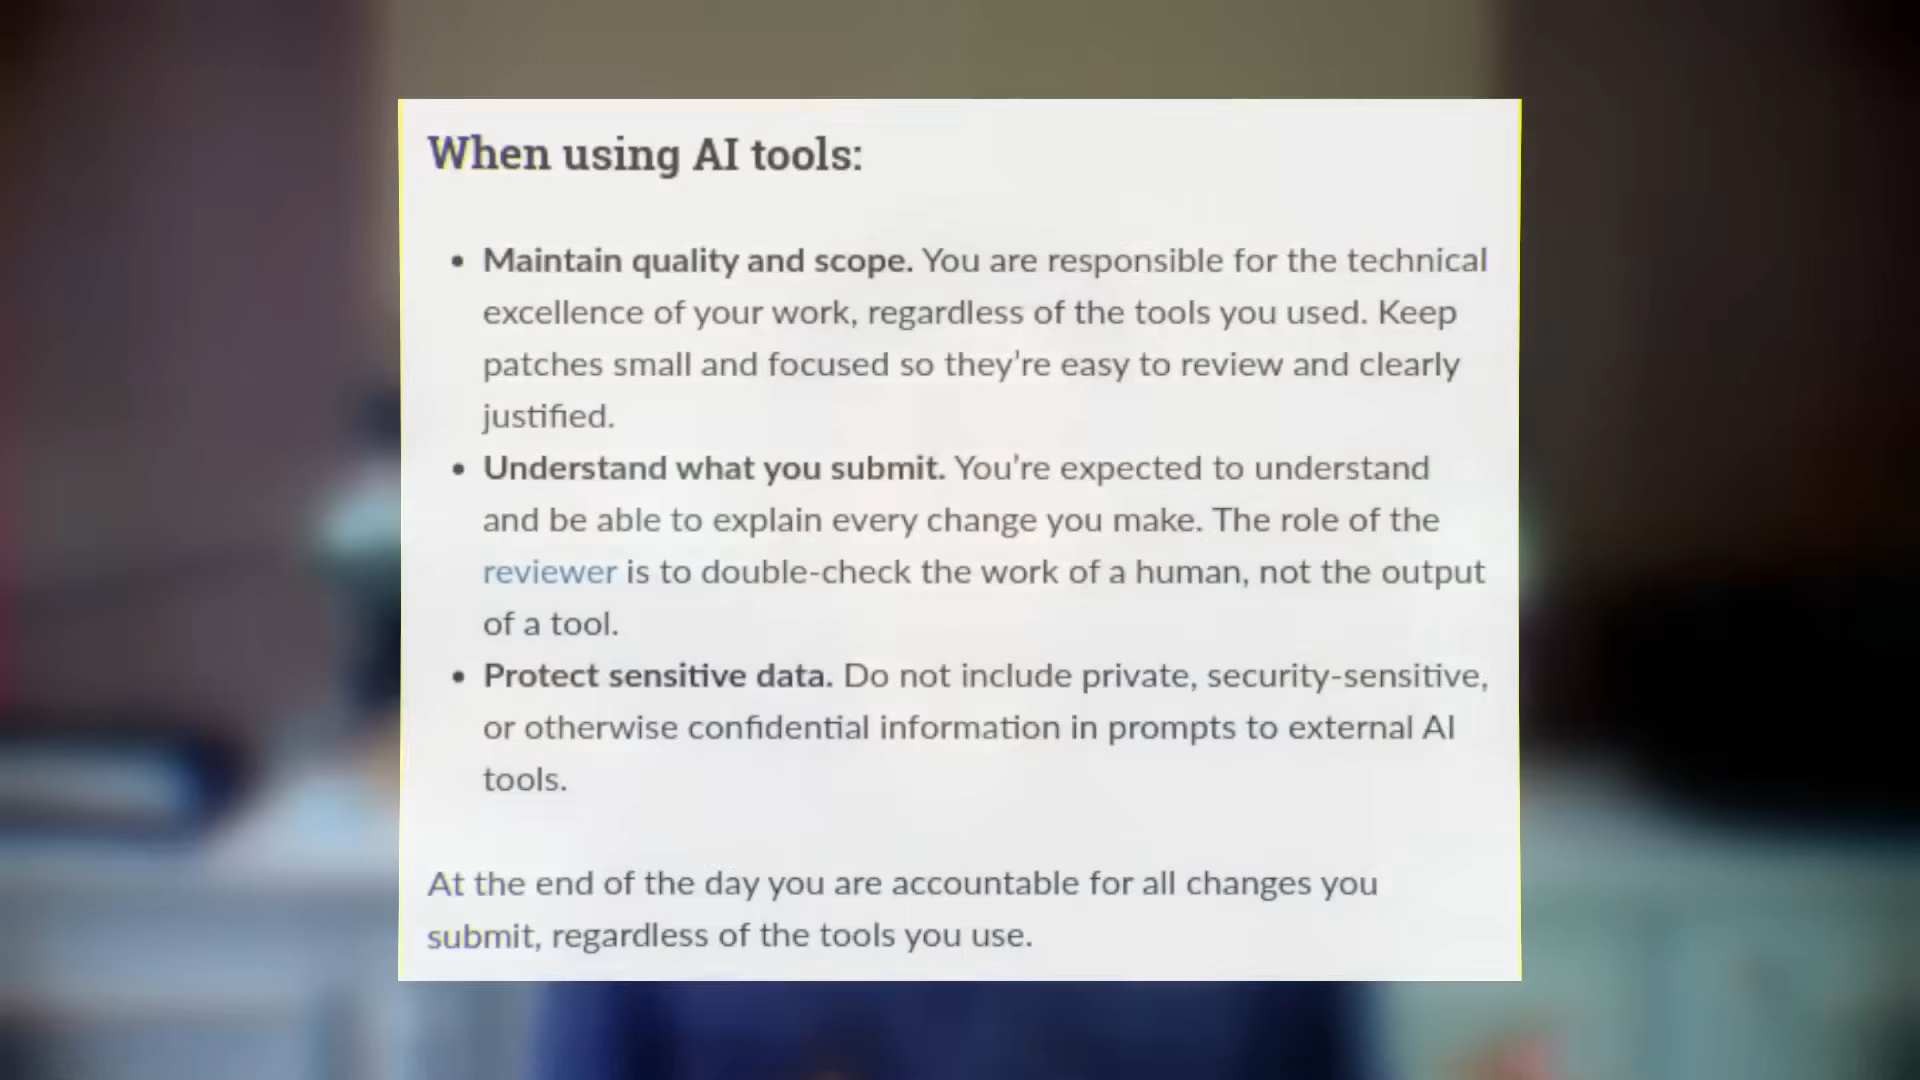 When using AI tools:
• Maintain quality and scope. You are responsible for the technical
excellence of your work, regardless of the tools you used. Keep
patches small and focused so they're easy to review and clearly
justified.
• Understand what you submit. You're expected to understand
and be able to explain every change you make. The role of the
reviewer is to double-check the work of a human, not the output
of a tool.
• Protect sensitive data. Do not include private, security-sensitive,
or otherwise confidential information in prompts to external AI
tools.
At the end of the day you are accountable for all changes you
submit, regardless of the tools you use.